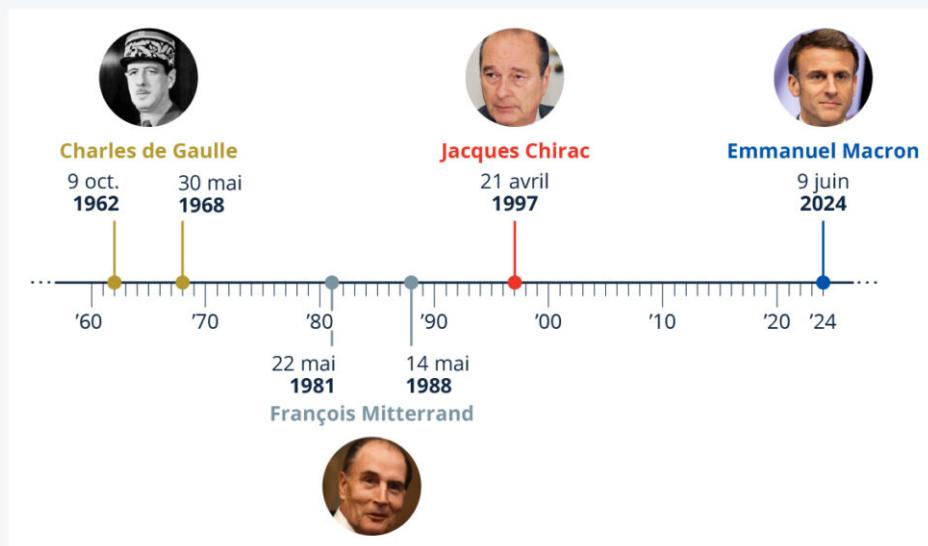 Charles de Gaulle
9 oct.
1962
30 mai
1968
Jacques Chirac
21 avril
1997
Emmanuel Macron
9 juin
2024
’60
’70
’80
’90
’00
’10
’20
’24
22 mai
1981
14 mai
1988
François Mitterrand